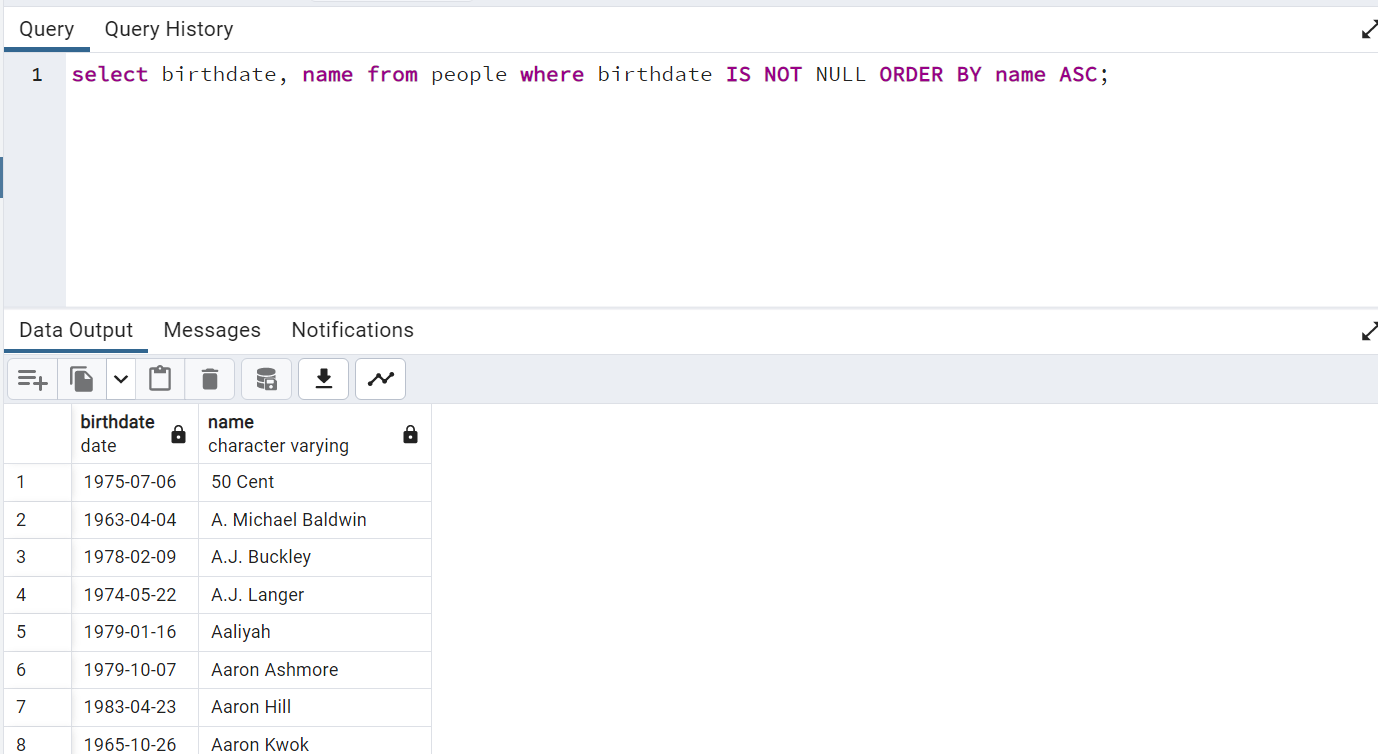 Query Query History
1 select birthdate, name from people where birthdate IS NOT NULL ORDER BY name ASC;
Data Output Messages Notifications
birthdate name
date character varying
1 1975-07-06 50 Cent
2 1963-04-04 A. Michael Baldwin
3 1978-02-09 A.J. Buckley
4 1974-05-22 A.J. Langer
5 1979-01-16 Aaliyah
6 1979-10-07 Aaron Ashmore
7 1983-04-23 Aaron Hill
8 1965-10-26 Aaron Kwok